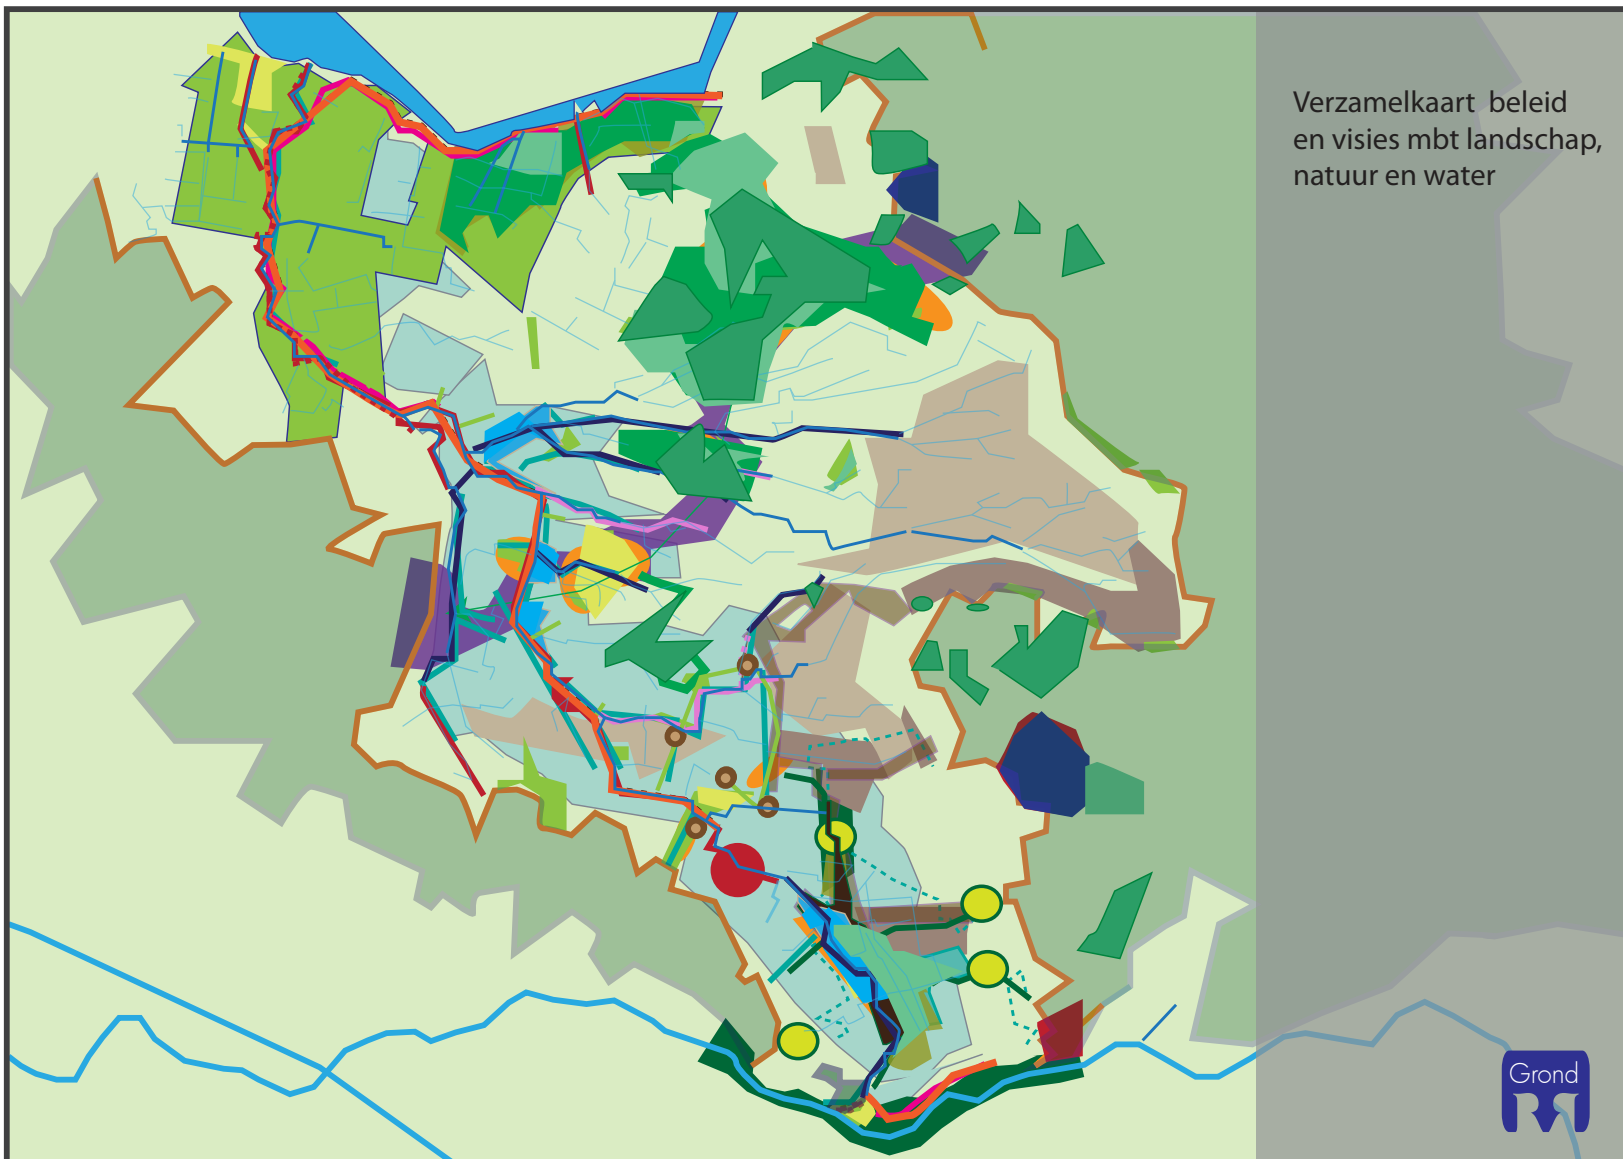 Verzamelkaart beleid
en visies mbt landschap,
natuur en water
Grond